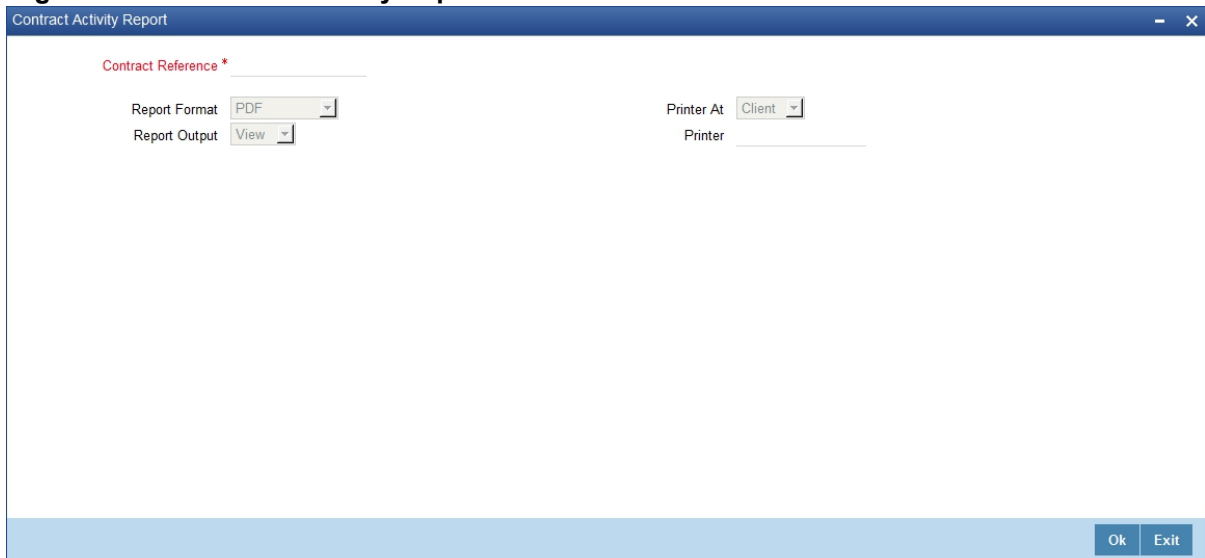 Contract Activity Report
Contract Reference *
Report Format PDF Printer At Client
Report Output View Printer
Ok Exit